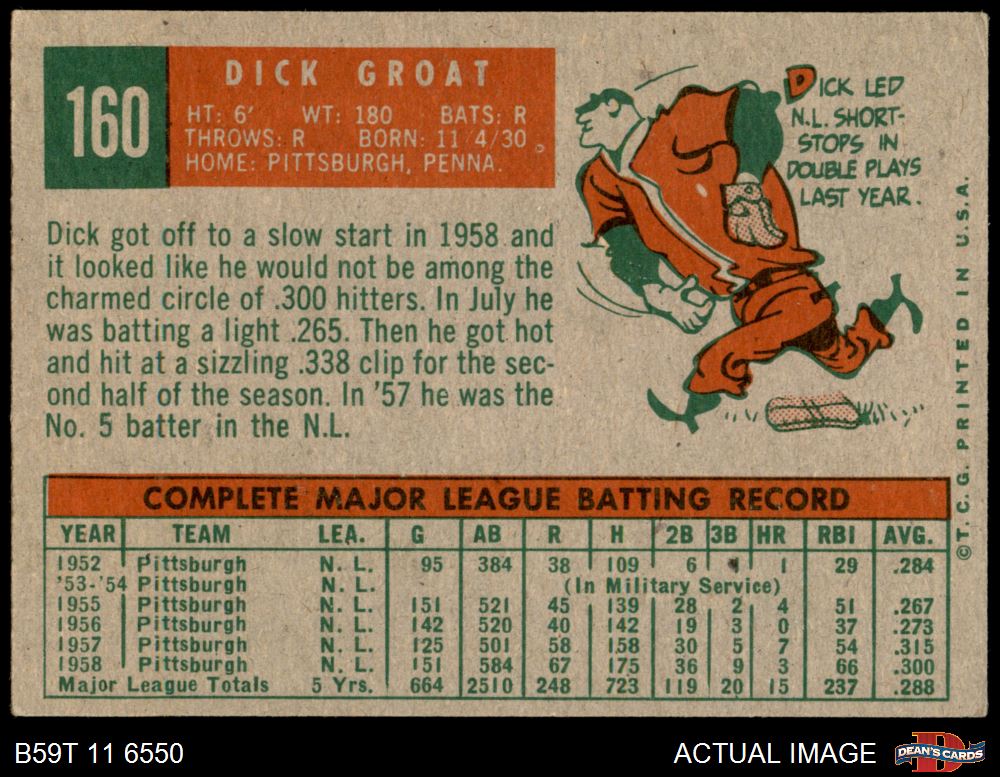 160
DICK GROAT
HT: 6' WT: 180 BATS: R
THROWS: R BORN: 11/4/30
HOME: PITTSBURGH, PENNA.
DICK LED
N.L. SHORT-
STOPS IN
DOUBLE PLAYS
LAST YEAR.
Dick got off to a slow start in 1958 and
it looked like he would not be among the
charmed circle of .300 hitters. In July he
was batting a light .265. Then he got hot
and hit at a sizzling .338 clip for the sec-
ond half of the season. In '57 he was the
No. 5 batter in the N.L.
©T.C.G. PRINTED IN U.S.A.
COMPLETE MAJOR LEAGUE BATTING RECORD
YEAR TEAM LEA. G AB R H 2B 3B HR RBI AVG.
1952 Pittsburgh N. L. 95 384 38 109 6 1 29 .284
'53-'54 Pittsburgh N. L. (In Military Service)
1955 Pittsburgh N. L. 151 521 45 139 28 2 4 51 .267
1956 Pittsburgh N. L. 142 520 40 142 19 3 0 37 .273
1957 Pittsburgh N. L. 125 501 58 158 30 5 7 54 .315
1958 Pittsburgh N. L. 151 584 67 175 36 9 3 66 .300
Major League Totals 5 Yrs. 664 2510 248 723 119 20 15 237 .288
B59T 11 6550
ACTUAL IMAGE
DEAN'S CARDS